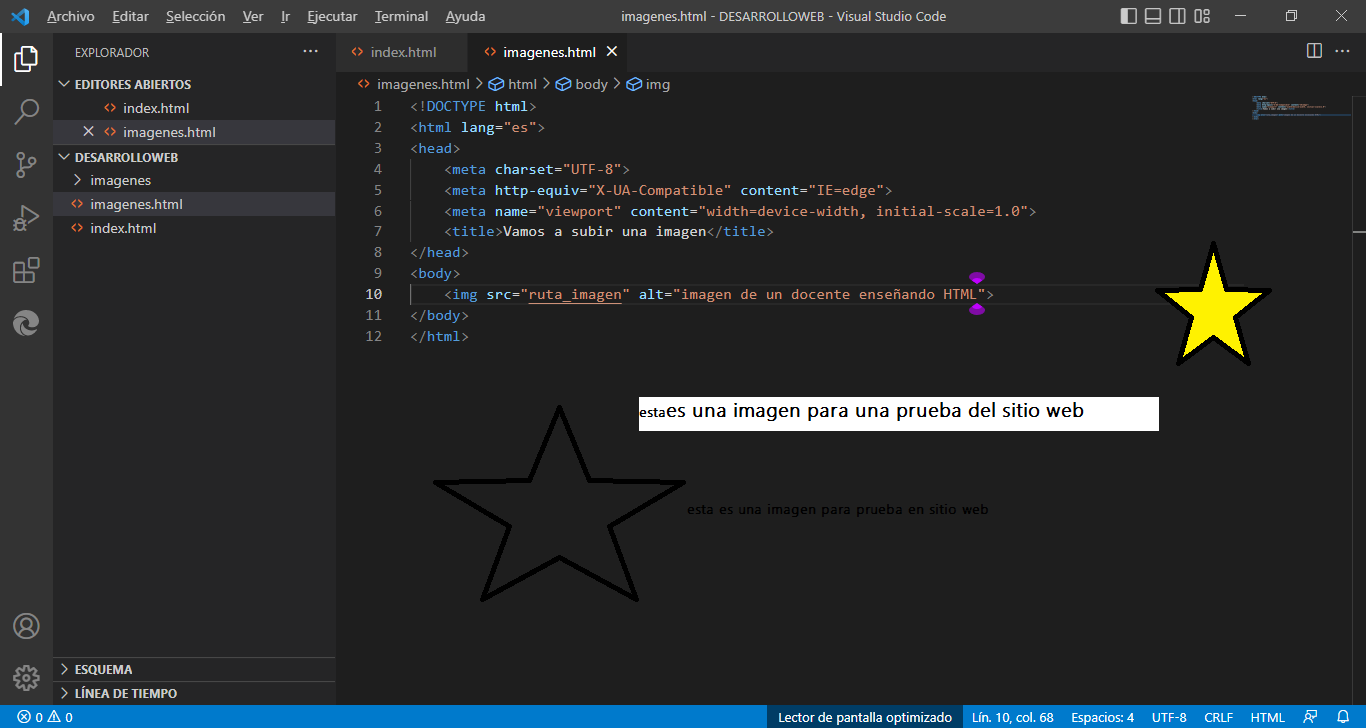 Archivo Editar Selección Ver Ir Ejecutar Terminal Ayuda imagenes.html - DESARROLLOWEB - Visual Studio Code
EXPLORADOR
EDITORES ABIERTOS
index.html
imagenes.html
DESARROLLOWEB
imagenes
imagenes.html
index.html
ESQUEMA
LÍNEA DE TIEMPO
index.html imagenes.html
imagenes.html > html > body > img
1 <!DOCTYPE html>
2 <html lang="es">
3 <head>
4 <meta charset="UTF-8">
5 <meta http-equiv="X-UA-Compatible" content="IE=edge">
6 <meta name="viewport" content="width=device-width, initial-scale=1.0">
7 <title>Vamos a subir una imagen</title>
8 </head>
9 <body>
10 <img src="ruta_imagen" alt="imagen de un docente enseñando HTML">
11 </body>
12 </html>
estaes una imagen para una prueba del sitio web
esta es una imagen para prueba en sitio web
0 0 Lector de pantalla optimizado Lín. 10, col. 68 Espacios: 4 UTF-8 CRLF HTML